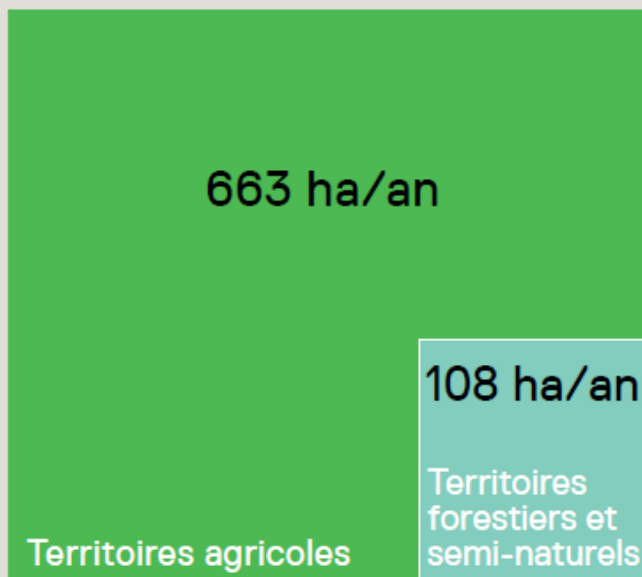 663 ha/an
108 ha/an
Territoires
forestiers et
semi-naturels
Territoires agricoles